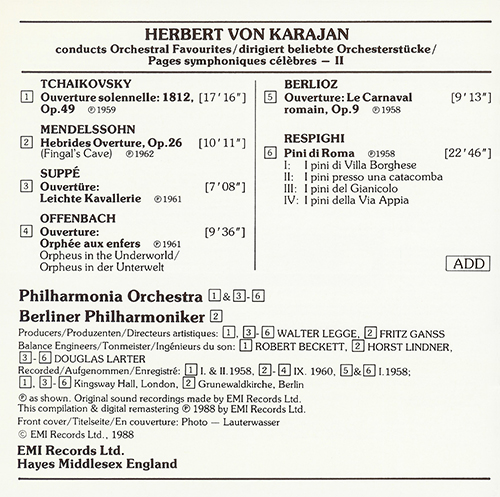 HERBERT VON KARAJAN
conducts Orchestral Favourites/dirigiert beliebte Orchesterstücke/
Pages symphoniques célèbres – II
TCHAIKOVSKY
1 Ouverture solennelle: 1812, [17'16"]
Op.49 ℗1959
MENDELSSOHN
2 Hebrides Overture, Op.26 [10'11"]
(Fingal's Cave) ℗1962
SUPPÉ
3 Ouvertüre: [7'08"]
Leichte Kavallerie ℗1961
OFFENBACH
4 Ouverture: [9'36"]
Orphée aux enfers ℗1961
Orpheus in the Underworld/
Orpheus in der Unterwelt
BERLIOZ
5 Ouverture: Le Carnaval [9'13"]
romain, Op.9 ℗1958
RESPIGHI
6 Pini di Roma ℗1958 [22'46"]
I: I pini di Villa Borghese
II: I pini presso una catacomba
III: I pini del Gianicolo
IV: I pini della Via Appia
ADD
Philharmonia Orchestra 1 & 3-6
Berliner Philharmoniker 2
Producers/Produzenten/Directeurs artistiques: 1, 3-6 WALTER LEGGE, 2 FRITZ GANSS
Balance Engineers/Tonmeister/Ingénieurs du son: 1 ROBERT BECKETT, 2 HORST LINDNER,
3-6 DOUGLAS LARTER
Recorded/Aufgenommen/Enregistré: 1 I. & II. 1958, 2-4 IX. 1960, 5 & 6 I.1958;
1, 3-6 Kingsway Hall, London, 2 Grunewaldkirche, Berlin
℗ as shown. Original sound recordings made by EMI Records Ltd.
This compilation & digital remastering ℗ 1988 by EMI Records Ltd.
Front cover/Titelseite/En couverture: Photo — Lauterwasser
© EMI Records Ltd., 1988
EMI Records Ltd.
Hayes Middlesex England